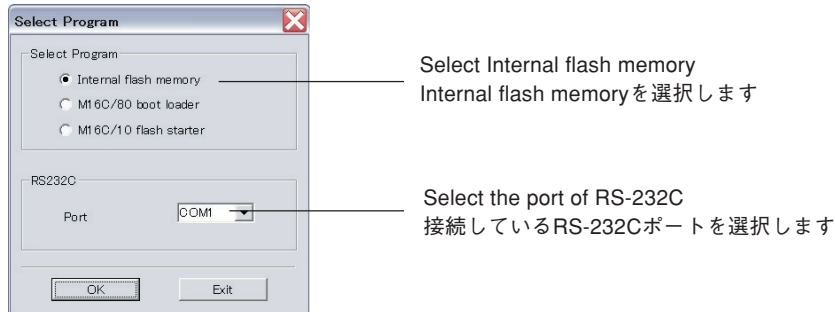 Select Program
Select Program
Internal flash memory
M16C/80 boot loader
M16C/10 flash starter
RS232C
Port
COM1
OK
Exit
Select Internal flash memory
Internal flash memoryを選択します
Select the port of RS-232C
接続しているRS-232Cポートを選択します